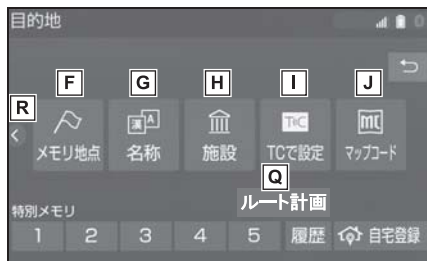 目的地
F G H I J
R
メモリ地点 名称 施設 TCで設定 マップコード
Q
ルート計画
特別メモリ
1 2 3 4 5 履歴 自宅登録